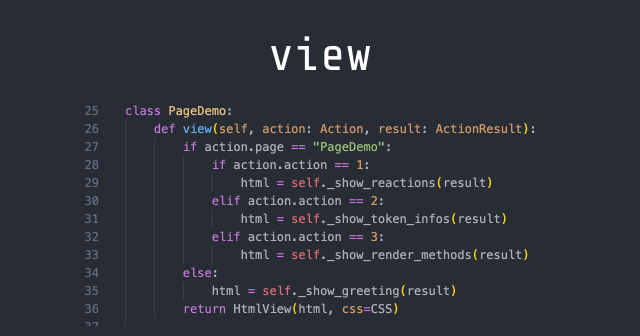 view
25 class PageDemo:
26     def view(self, action: Action, result: ActionResult):
27         if action.page == "PageDemo":
28             if action.action == 1:
29                 html = self._show_reactions(result)
30             elif action.action == 2:
31                 html = self._show_token_infos(result)
32             elif action.action == 3:
33                 html = self._show_render_methods(result)
34         else:
35             html = self._show_greeting(result)
36         return HtmlView(html, css=CSS)
37